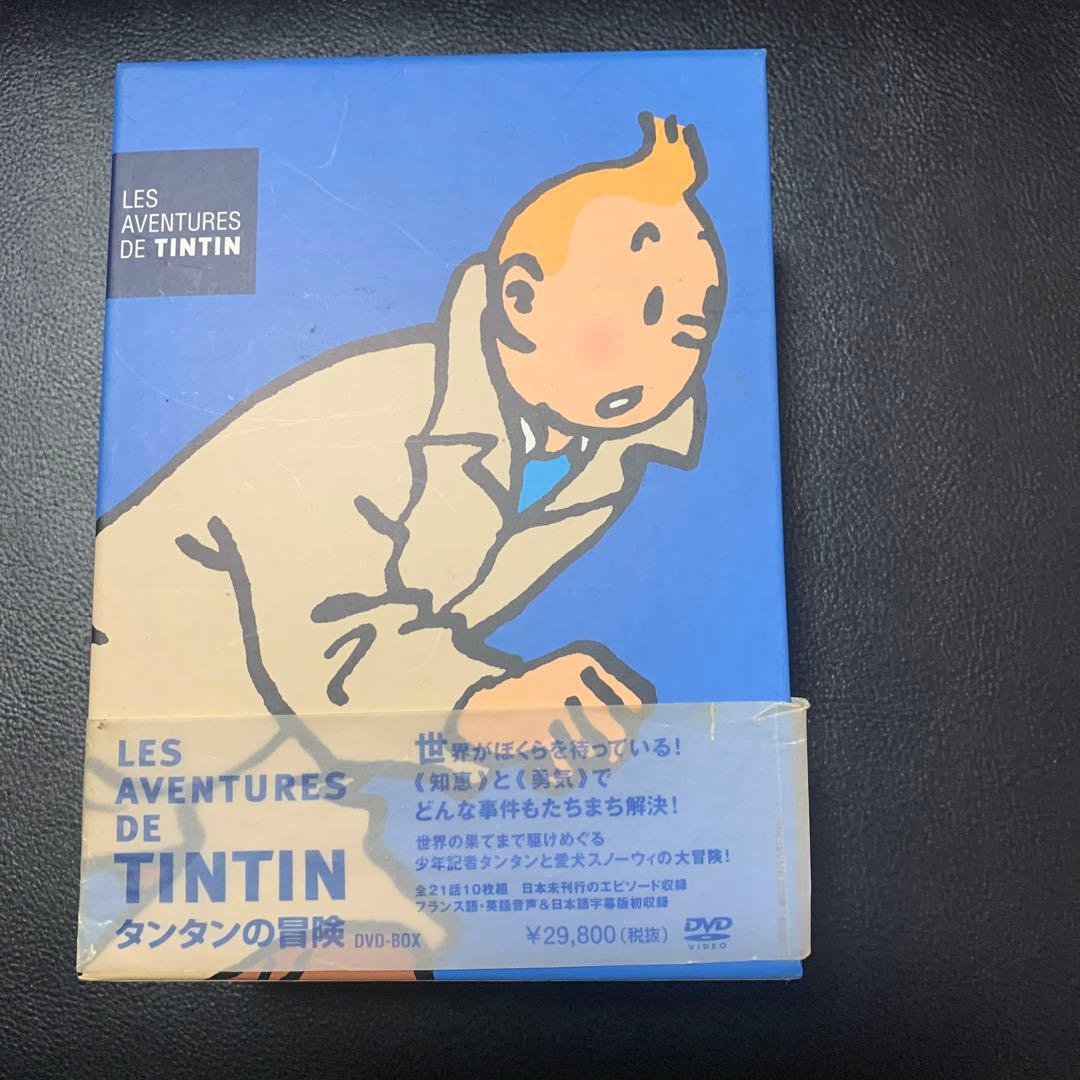 LES
AVENTURES
DE TINTIN
LES
AVENTURES
DE
TINTIN
タンタンの冒険 DVD-BOX
世界がぼくらを待っている!
《知恵》と《勇気》で
どんな事件もたちまち解決!
世界の果てまで駆けめぐる
少年記者タンタンと愛犬スノーウィの大冒険!
全21話10枚組 日本未刊行のエピソード収録
フランス語・英語音声&日本語字幕版初収録
¥29,800(税抜)
DVD
VIDEO